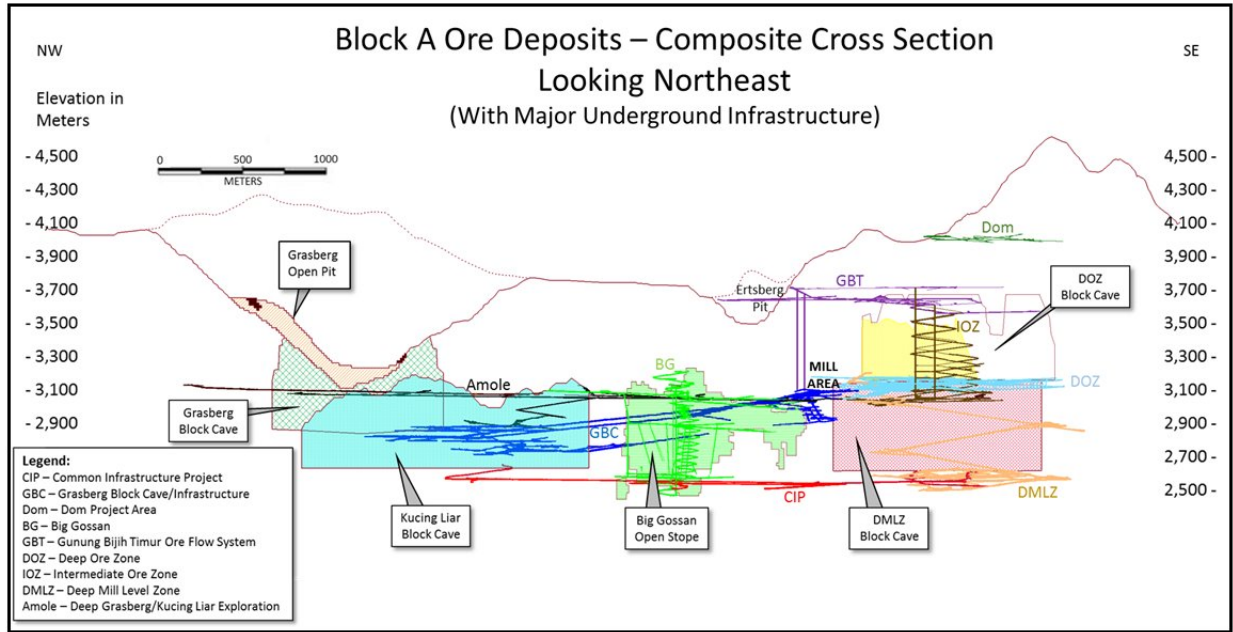 Block A Ore Deposits – Composite Cross Section
Looking Northeast
(With Major Underground Infrastructure)
NW
SE
Elevation in
Meters
- 4,500
- 4,300
- 4,100
- 3,900
- 3,700
- 3,500
- 3,300
- 3,100
- 2,900
0 500 1000
METERS
4,500 -
4,300 -
4,100 -
3,900 -
3,700 -
3,500 -
3,300 -
3,100 -
2,900 -
2,700 -
2,500 -
Grasberg
Open Pit
Grasberg
Block Cave
Amole
GBC
Kucing Liar
Block Cave
BG
Big Gossan
Open Stope
CIP
Ertsberg
Pit
GBT
MILL
AREA
Dom
DOZ
Block Cave
IOZ
DOZ
DMLZ
DMLZ
Block Cave
Legend:
CIP – Common Infrastructure Project
GBC – Grasberg Block Cave/Infrastructure
Dom – Dom Project Area
BG – Big Gossan
GBT – Gunung Bijih Timur Ore Flow System
DOZ – Deep Ore Zone
IOZ – Intermediate Ore Zone
DMLZ – Deep Mill Level Zone
Amole – Deep Grasberg/Kucing Liar Exploration